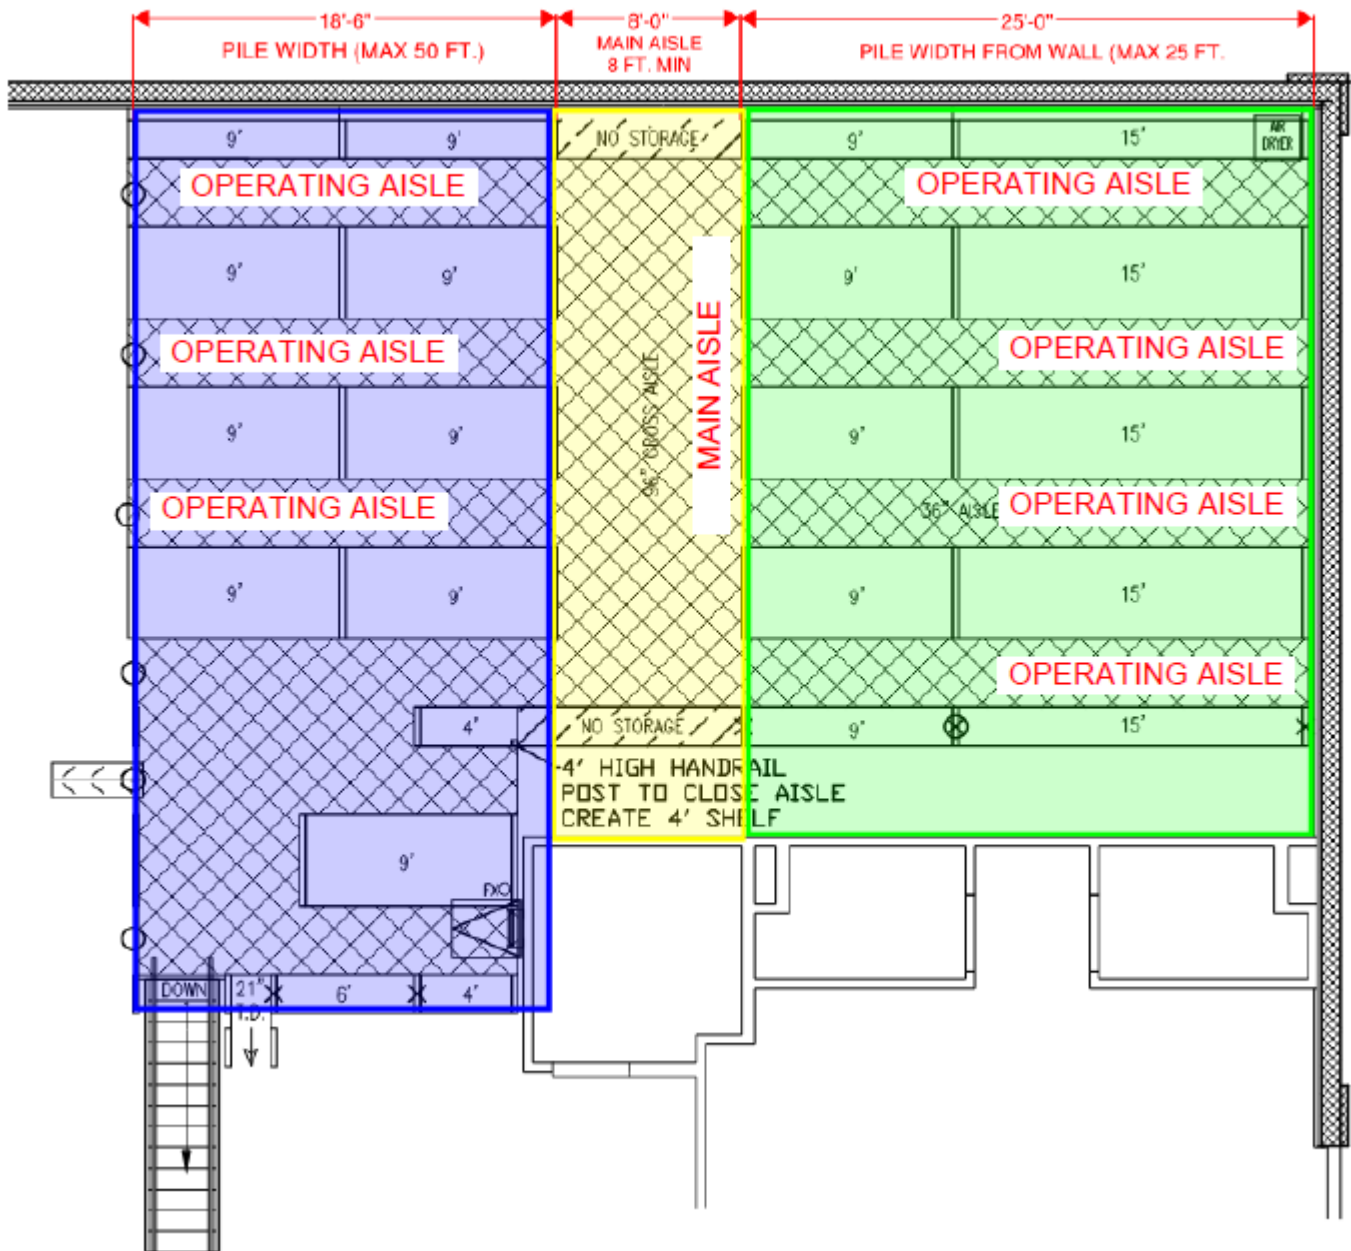 18'-6" 8'-0" 25'-0"
PILE WIDTH (MAX 50 FT.) MAIN AISLE 8 FT. MIN PILE WIDTH FROM WALL (MAX 25 FT.
9' 9' NO STORAGE 9' 15' AIR DRYER
OPERATING AISLE OPERATING AISLE
9' 9' 9' 15'
OPERATING AISLE MAIN AISLE OPERATING AISLE
96" CROSS AISLE
9' 9' 9' 15'
OPERATING AISLE 36" AISLE OPERATING AISLE
9' 9' 9' 15'
OPERATING AISLE
4' NO STORAGE 9' 15'
4' HIGH HANDRAIL
POST TO CLOSE AISLE
CREATE 4' SHELF
9'
DOWN 21" 6' 4'
T.D.